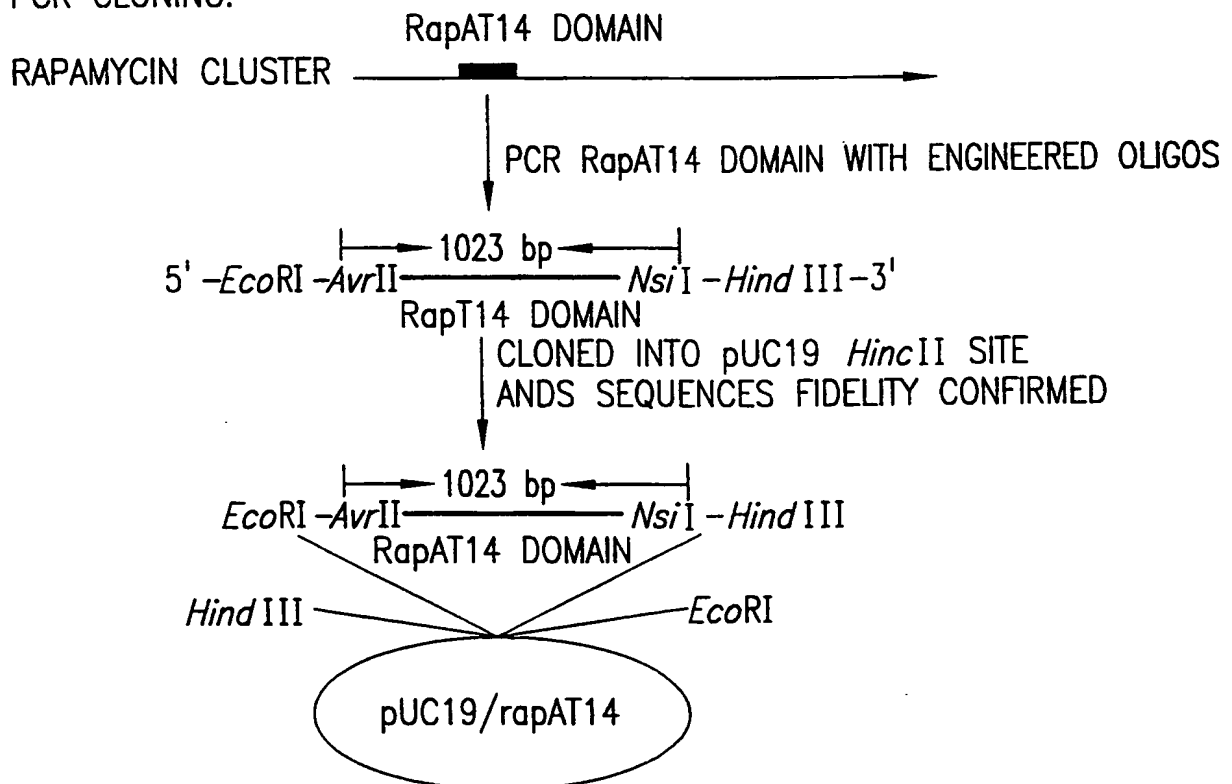 PCR CLONING:
RapAT14 DOMAIN
RAPAMYCIN CLUSTER
PCR RapAT14 DOMAIN WITH ENGINEERED OLIGOS
1023 bp
5' -EcoRI -AvrII NsiI -Hind III-3'
RapT14 DOMAIN
CLONED INTO pUC19 HincII SITE
ANDS SEQUENCES FIDELITY CONFIRMED
1023 bp
EcoRI -AvrII NsiI -Hind III
RapAT14 DOMAIN
Hind III EcoRI
pUC19/rapAT14